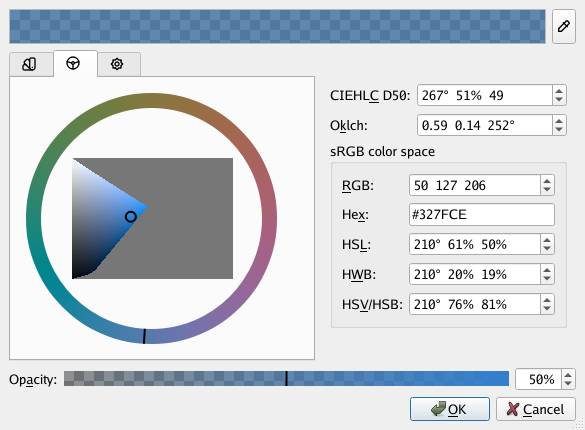 CIEHLC D50: 267° 51% 49
Oklch: 0.59 0.14 252°
sRGB color space
RGB: 50 127 206
Hex: #327FCE
HSL: 210° 61% 50%
HWB: 210° 20% 19%
HSV/HSB: 210° 76% 81%
Opacity: 50%
OK Cancel